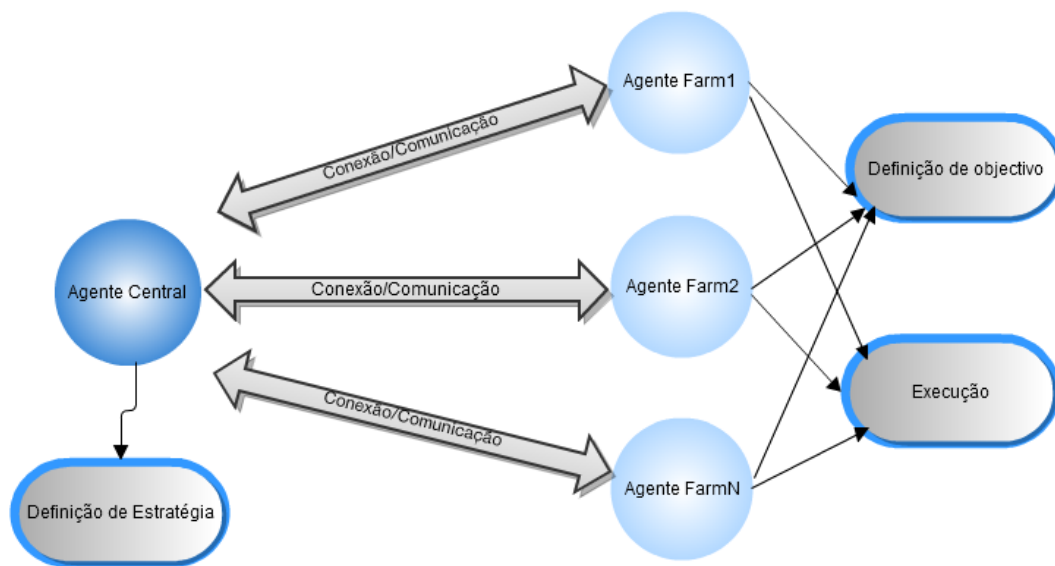 Agente Farm1
Conexão/Comunicação
Definição de objectivo
Agente Central
Conexão/Comunicação
Agente Farm2
Conexão/Comunicação
Execução
Agente FarmN
Definição de Estratégia